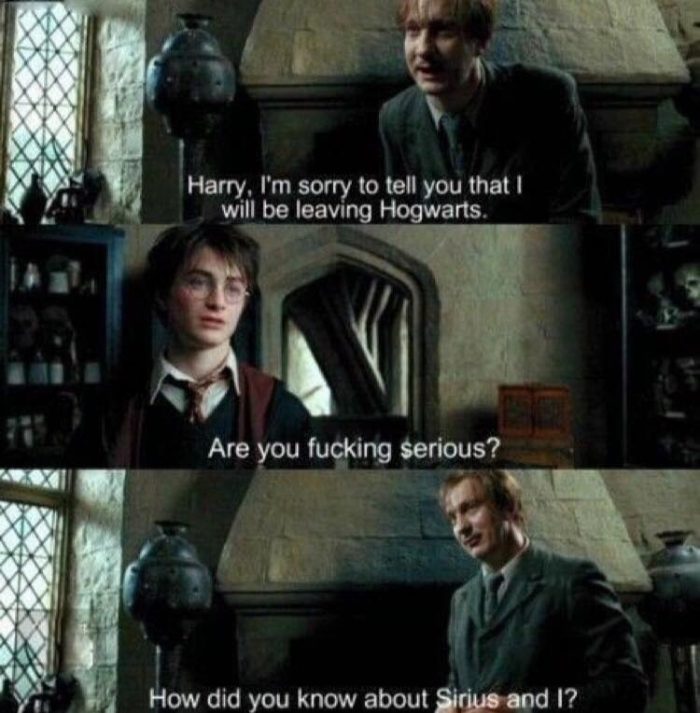 Harry, I'm sorry to tell you that I
will be leaving Hogwarts.
Are you fucking serious?
How did you know about Sirius and I?